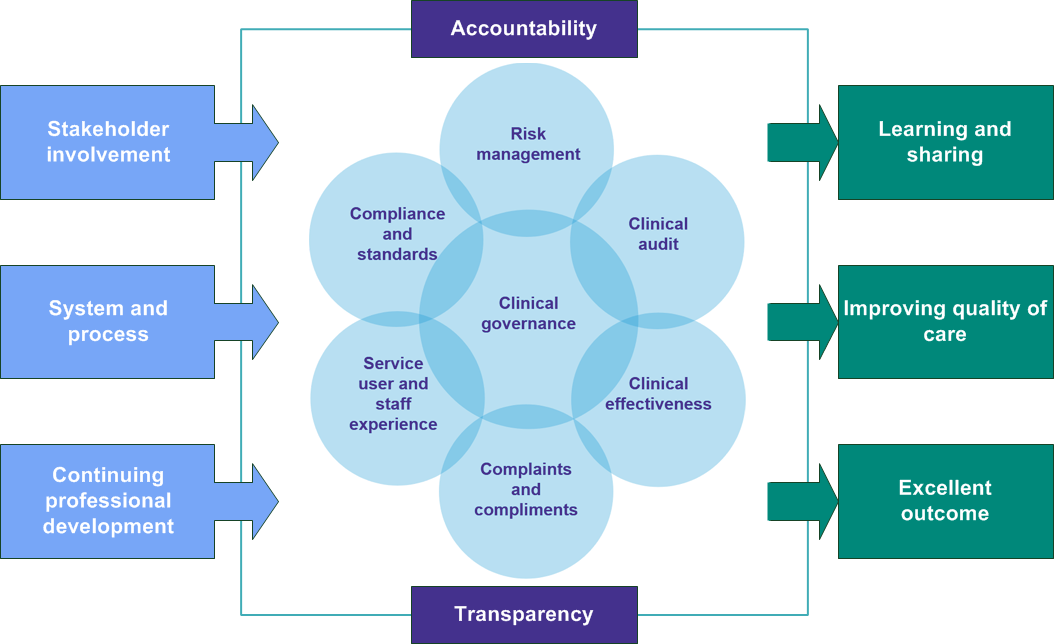 Accountability
Stakeholder
involvement
System and
process
Continuing
professional
development
Risk
management
Compliance
and
standards
Clinical
audit
Clinical
governance
Service
user and
staff
experience
Clinical
effectiveness
Complaints
and
compliments
Learning and
sharing
Improving quality of
care
Excellent
outcome
Transparency